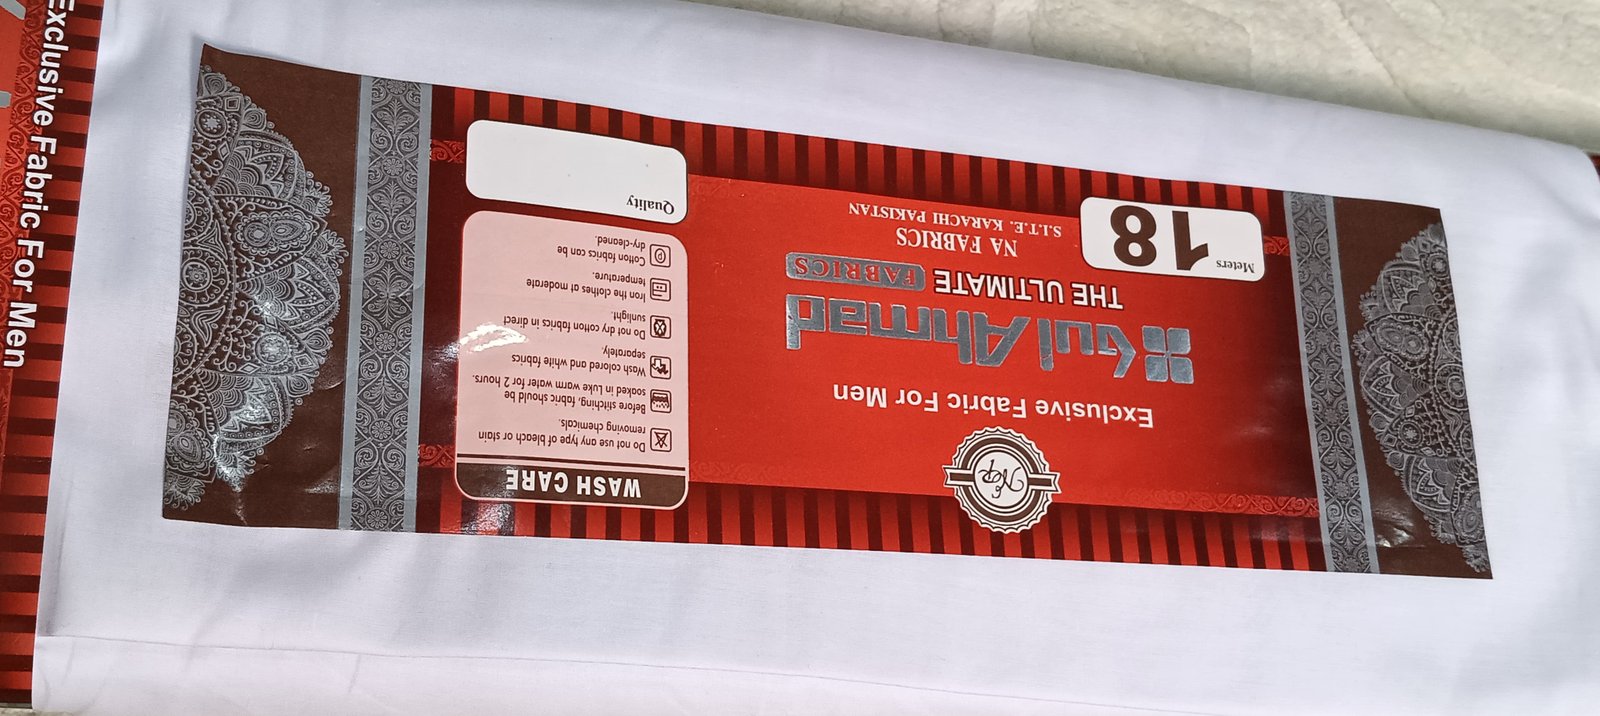 Exclusive Fabric For Men
Exclusive Fabric For Men
GulAhmad
THE ULTIMATE FABRICS
NA FABRICS
S.I.T.E. KARACHI PAKISTAN
Meters
18
WASH CARE
Do not use any type of bleach or stain
removing chemicals.
Before stitching, fabric should be
soaked in Luke warm water for 2 hours.
Wash colored and white fabrics
separately.
Do not dry cotton fabrics in direct
sunlight.
Iron the clothes at moderate
temperature.
P
Cotton fabrics can be
dry-cleaned.
Quality